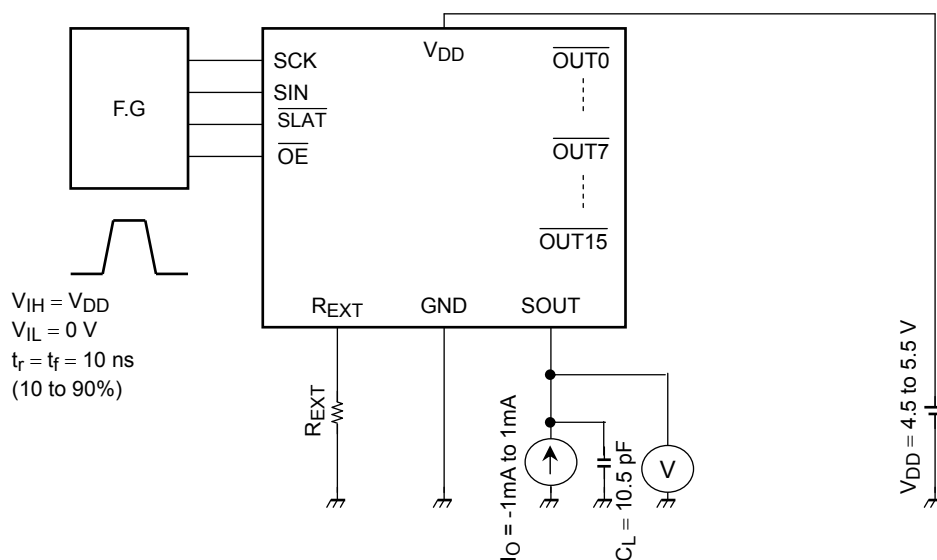 F.G
SCK
SIN
SLAT
OE
VDD
OUT0
OUT7
OUT15
REXT
GND
SOUT
VIH = VDD
VIL = 0 V
tr = tf = 10 ns
(10 to 90%)
REXT
IO = -1mA to 1mA
CL = 10.5 pF
V
VDD = 4.5 to 5.5 V